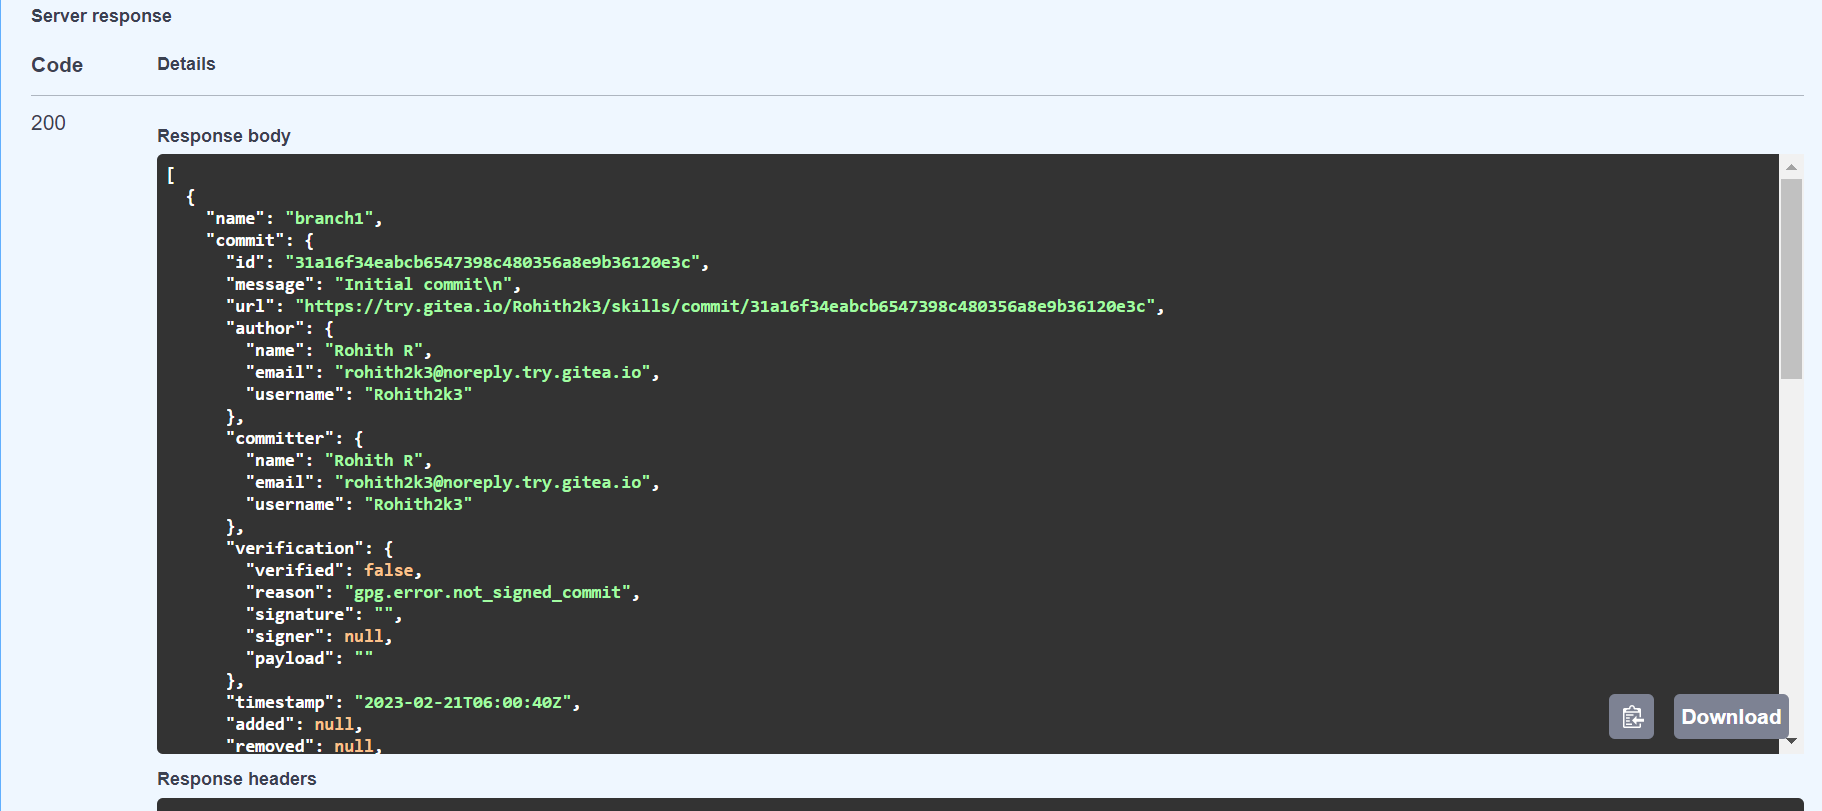 Server response
Code Details
200
Response body
[
  {
    "name": "branch1",
    "commit": {
      "id": "31a16f34eabcb6547398c480356a8e9b36120e3c",
      "message": "Initial commit\n",
      "url": "https://try.gitea.io/Rohith2k3/skills/commit/31a16f34eabcb6547398c480356a8e9b36120e3c",
      "author": {
        "name": "Rohith R",
        "email": "rohith2k3@noreply.try.gitea.io",
        "username": "Rohith2k3"
      },
      "committer": {
        "name": "Rohith R",
        "email": "rohith2k3@noreply.try.gitea.io",
        "username": "Rohith2k3"
      },
      "verification": {
        "verified": false,
        "reason": "gpg.error.not_signed_commit",
        "signature": "",
        "signer": null,
        "payload": ""
      },
      "timestamp": "2023-02-21T06:00:40Z",
      "added": null,
      "removed": null,
Download
Response headers